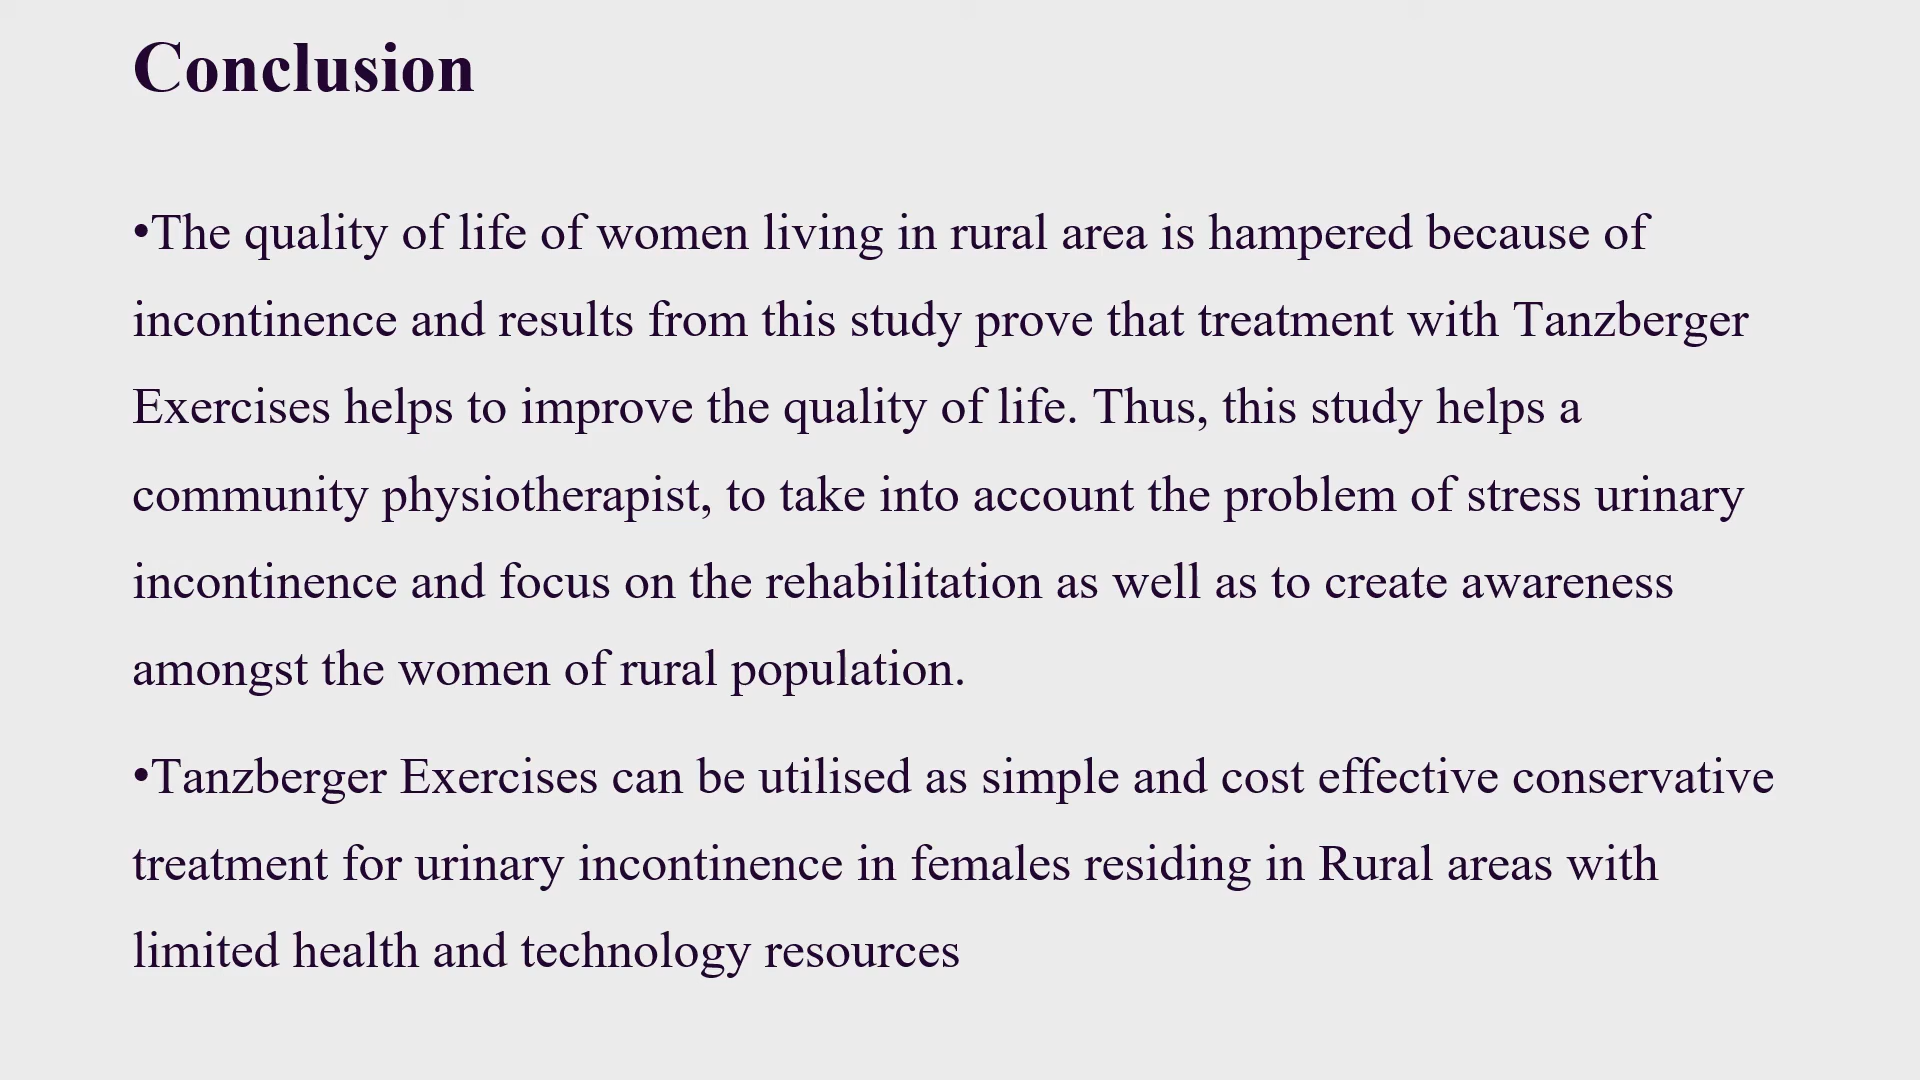 Conclusion
•The quality of life of women living in rural area is hampered because of
incontinence and results from this study prove that treatment with Tanzberger
Exercises helps to improve the quality of life. Thus, this study helps a
community physiotherapist, to take into account the problem of stress urinary
incontinence and focus on the rehabilitation as well as to create awareness
amongst the women of rural population.
•Tanzberger Exercises can be utilised as simple and cost effective conservative
treatment for urinary incontinence in females residing in Rural areas with
limited health and technology resources